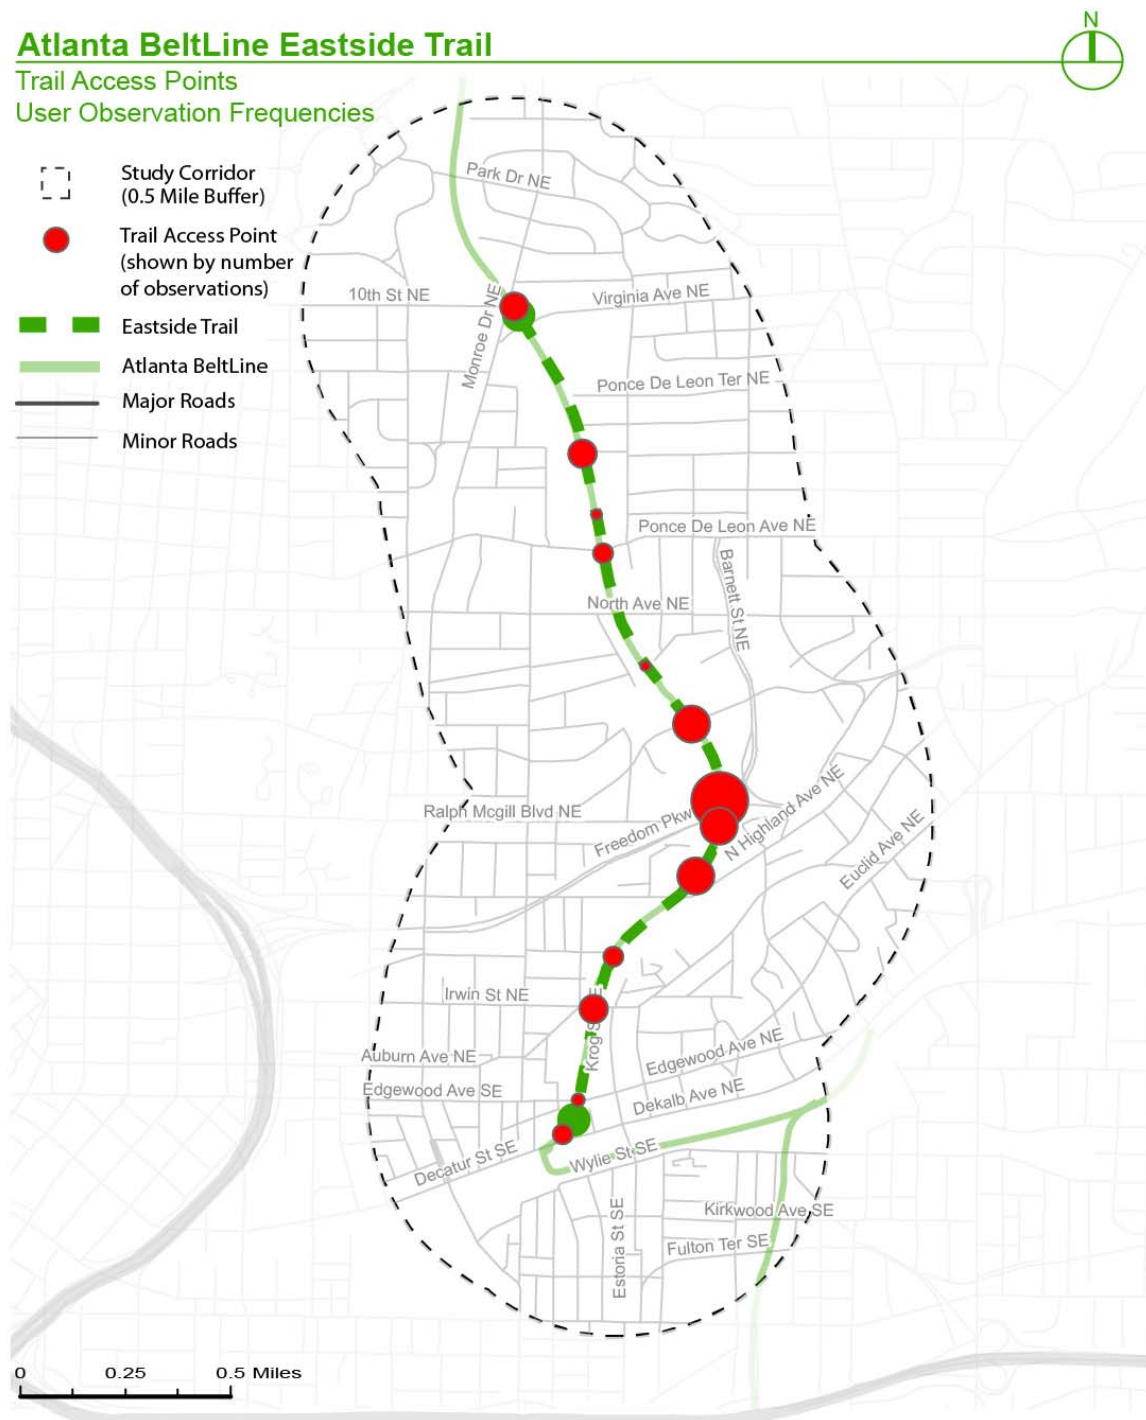 Atlanta BeltLine Eastside Trail
N
Trail Access Points
User Observation Frequencies
Study Corridor
(0.5 Mile Buffer)
Trail Access Point
(shown by number
of observations)
Eastside Trail
Atlanta BeltLine
Major Roads
Minor Roads
Park Dr NE
10th St NE
Monroe Dr NE
Virginia Ave NE
Ponce De Leon Ter NE
Ponce De Leon Ave NE
Barnett St NE
North Ave NE
Ralph Mcgill Blvd NE
Freedom Pkw
N Highland Ave NE
Euclid Ave NE
Irwin St NE
Krog S E
Auburn Ave NE
Edgewood Ave NE
Edgewood Ave SE
Dekalb Ave NE
Decatur St SE
Wylie St SE
Kirkwood Ave SE
Estoria St SE
Fulton Ter SE
0 0.25 0.5 Miles